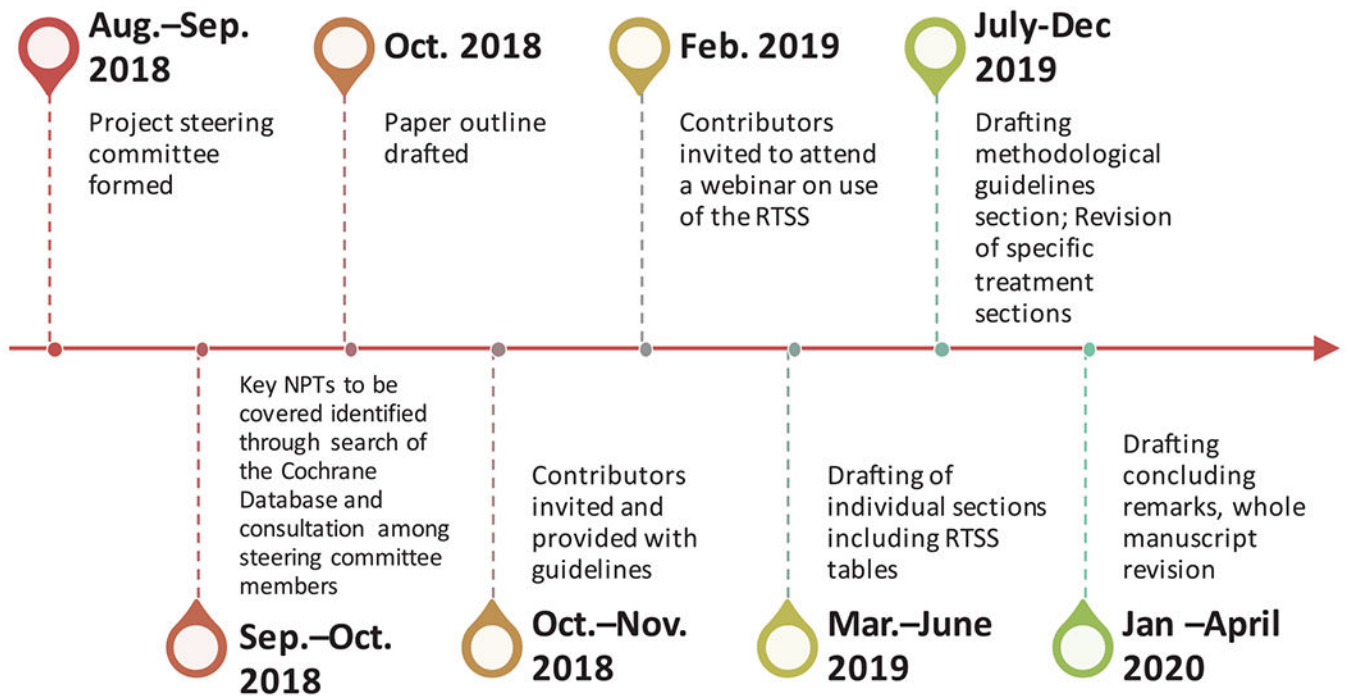 Aug.–Sep.
2018
Project steering
committee
formed
Oct. 2018
Paper outline
drafted
Feb. 2019
Contributors
invited to attend
a webinar on use
of the RTSS
July-Dec
2019
Drafting
methodological
guidelines
section; Revision
of specific
treatment
sections
Key NPTs to be
covered identified
through search of
the Cochrane
Database and
consultation among
steering committee
members
Sep.–Oct.
2018
Contributors
invited and
provided with
guidelines
Oct.–Nov.
2018
Drafting of
individual sections
including RTSS
tables
Mar.–June
2019
Drafting
concluding
remarks, whole
manuscript
revision
Jan –April
2020